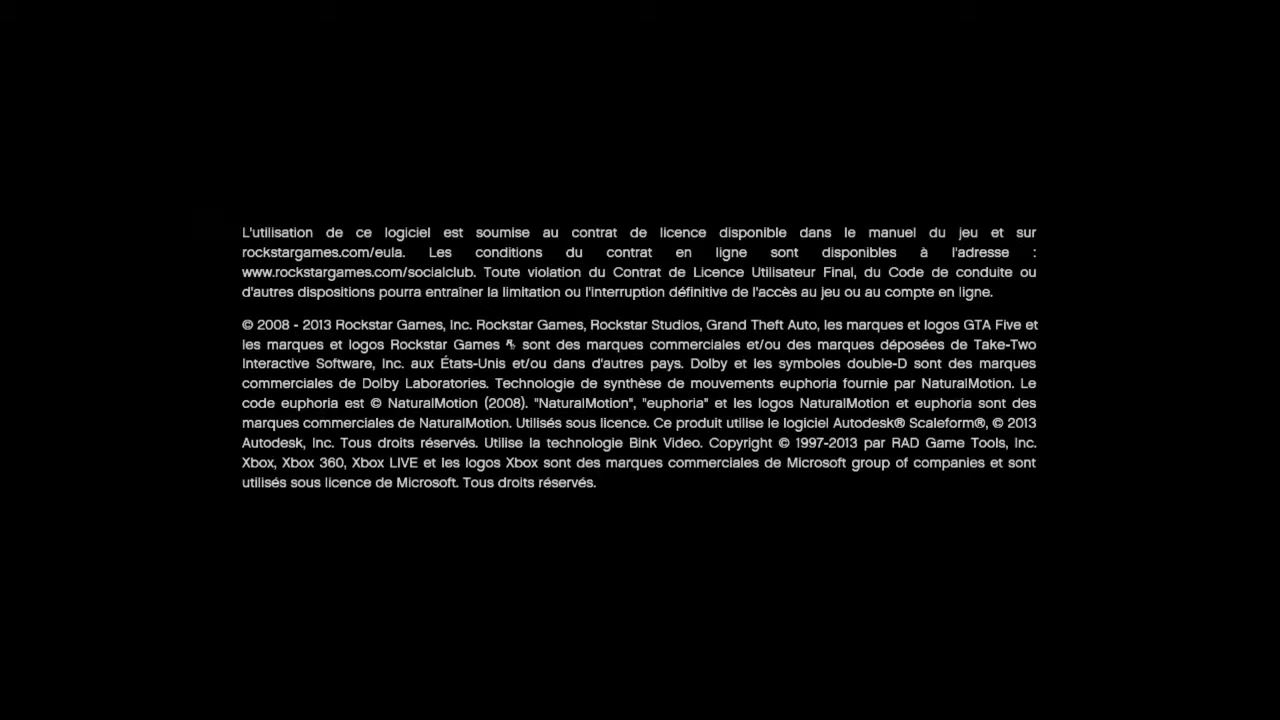 L'utilisation de ce logiciel est soumise au contrat de licence disponible dans le manuel du jeu et sur
rockstargames.com/eula. Les conditions du contrat en ligne sont disponibles à l'adresse :
www.rockstargames.com/socialclub. Toute violation du Contrat de Licence Utilisateur Final, du Code de conduite ou
d'autres dispositions pourra entraîner la limitation ou l'interruption définitive de l'accès au jeu ou au compte en ligne.
© 2008 - 2013 Rockstar Games, Inc. Rockstar Games, Rockstar Studios, Grand Theft Auto, les marques et logos GTA Five et
les marques et logos Rockstar Games R* sont des marques commerciales et/ou des marques déposées de Take-Two
Interactive Software, Inc. aux États-Unis et/ou dans d'autres pays. Dolby et les symboles double-D sont des marques
commerciales de Dolby Laboratories. Technologie de synthèse de mouvements euphoria fournie par NaturalMotion. Le
code euphoria est © NaturalMotion (2008). "NaturalMotion", "euphoria" et les logos NaturalMotion et euphoria sont des
marques commerciales de NaturalMotion. Utilisés sous licence. Ce produit utilise le logiciel Autodesk® Scaleform®, © 2013
Autodesk, Inc. Tous droits réservés. Utilise la technologie Bink Video. Copyright © 1997-2013 par RAD Game Tools, Inc.
Xbox, Xbox 360, Xbox LIVE et les logos Xbox sont des marques commerciales de Microsoft group of companies et sont
utilisés sous licence de Microsoft. Tous droits réservés.